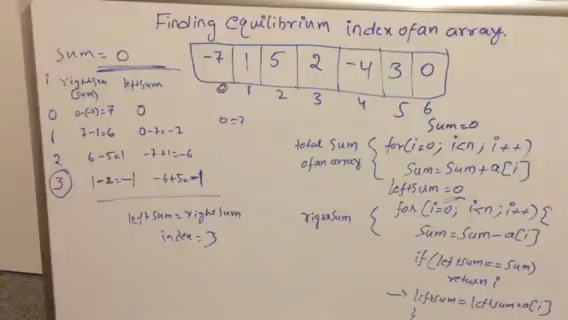 Finding equilibrium index of an array.
sum = 0
-7 1 5 2 -4 3 0
0 1 2 3 4 5 6
i rightsum leftsum
(sum)
0 0-(-7)=7 0
1 7-1=6 0-7=-7
2 6-5=1 -7+1=-6
3 1-2=-1 -6+5=-1
leftsum=rightsum
index=3
0=7
sum=0
total sum
of an array
for(i=0; i<n; i++)
sum=sum+a[i]
leftsum=0
rightsum
for(i=0; i<n; i++){
sum=sum-a[i]
if(leftsum==sum)
return i
→ leftsum=leftsum+a[i]
}